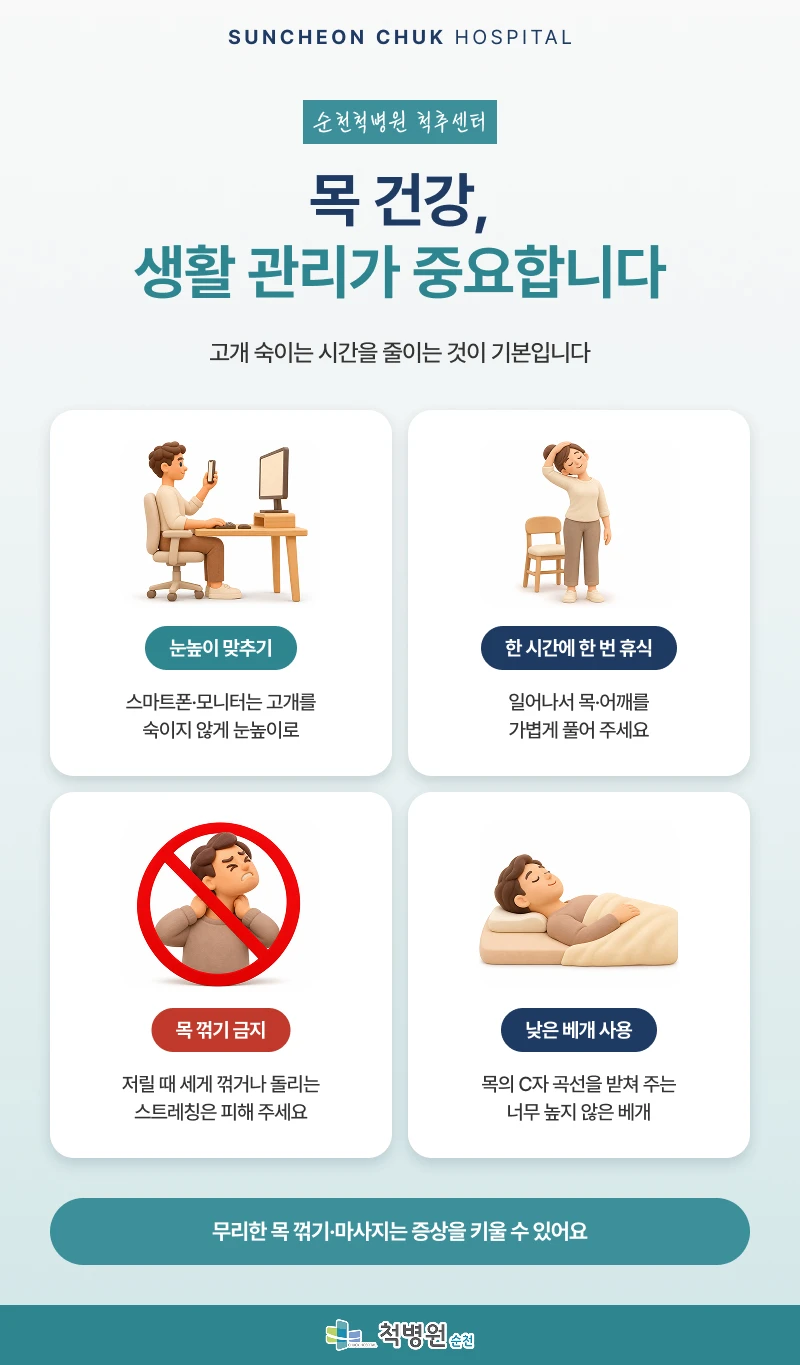 SUNCHEON CHUK HOSPITAL
순천척병원 척추센터
목 건강,
생활 관리가 중요합니다
고개 숙이는 시간을 줄이는 것이 기본입니다
눈높이 맞추기
스마트폰·모니터는 고개를
숙이지 않게 눈높이로
한 시간에 한 번 휴식
일어나서 목·어깨를
가볍게 풀어 주세요
목 꺾기 금지
저릴 때 세게 꺾거나 돌리는
스트레칭은 피해 주세요
낮은 베개 사용
목의 C자 곡선을 받쳐 주는
너무 높지 않은 베개
무리한 목 꺾기·마사지는 증상을 키울 수 있어요
척병원 순천